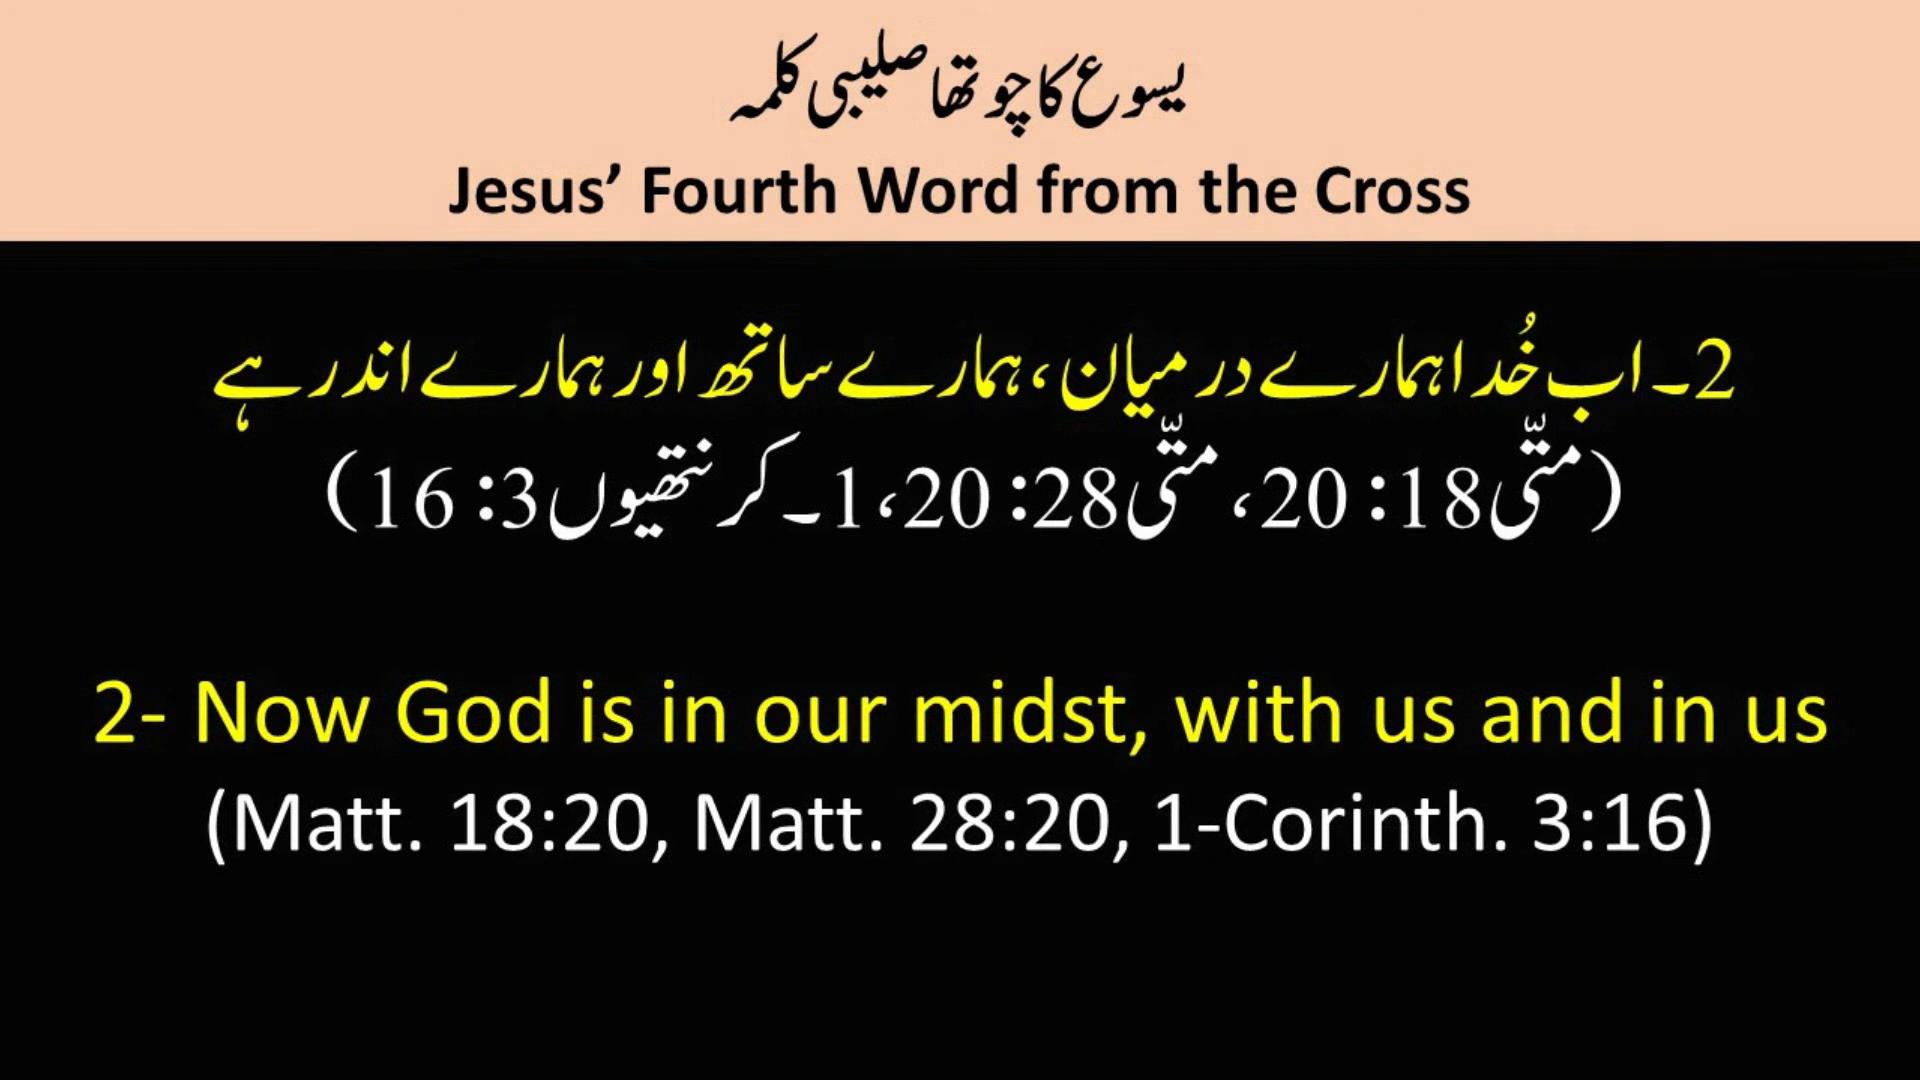 یسوع کا چوتھا صلیبی کلمہ
Jesus’ Fourth Word from the Cross
2۔ اب خُدا ہمارے درمیان، ہمارے ساتھ اور ہمارے اندر ہے
(متّی 18: 20، متّی 28: 20، 1۔ کرنتھیوں 3: 16)
2- Now God is in our midst, with us and in us
(Matt. 18:20, Matt. 28:20, 1-Corinth. 3:16)